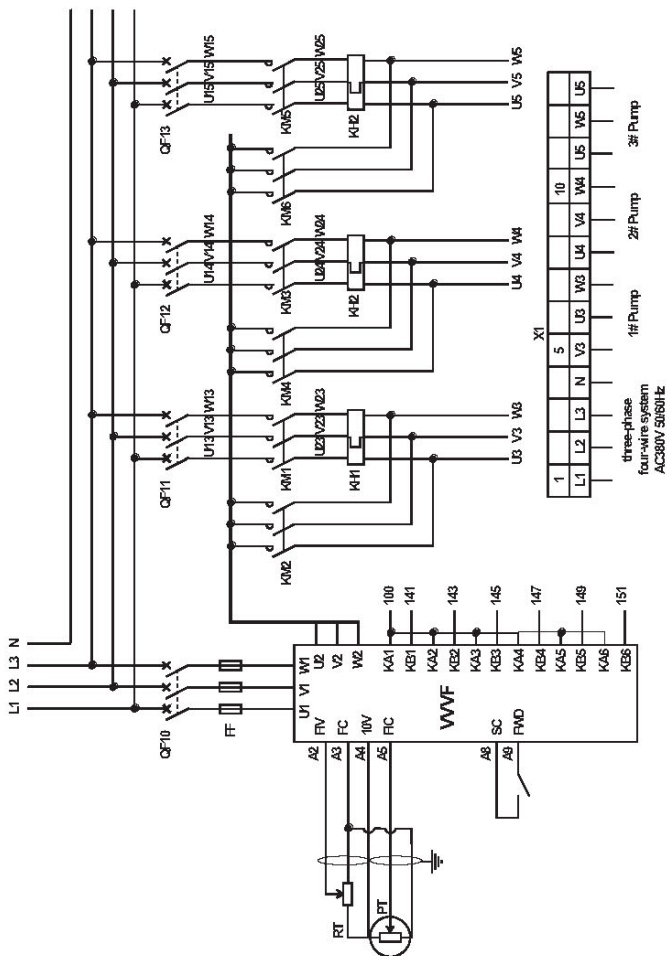 L1 L2 L3 N
QF10 QF11 QF12 QF13
U13 V13 W13 U14 V14 W14 U15 V15 W15
FF
KM2 KM1 KM4 KM3 KM6 KM5
U23 V23 W23 U24 V24 W24 U25 V25 W25
KH1 KH2 KH2
U1 V1 W1
A2 FIV U2
A3 FC V2
A4 10V W2
RT
PT
A5 FIC KA1 100
KB1 141
KA2
VVVF
KB2 143
KA3
A8 SC KB3 145
A9 FWD KA4
KB4 147
KA5
KB5 149
KA6
KB6 151
U3 V3 W3 U4 V4 W4 U5 V5 W5
X1
1 5 10
L1 L2 L3 N V3 U3 W3 U4 V4 W4 U5 W5 U5
three-phase
four-wire system
AC380V 50/60Hz
1# Pump 2# Pump 3# Pump